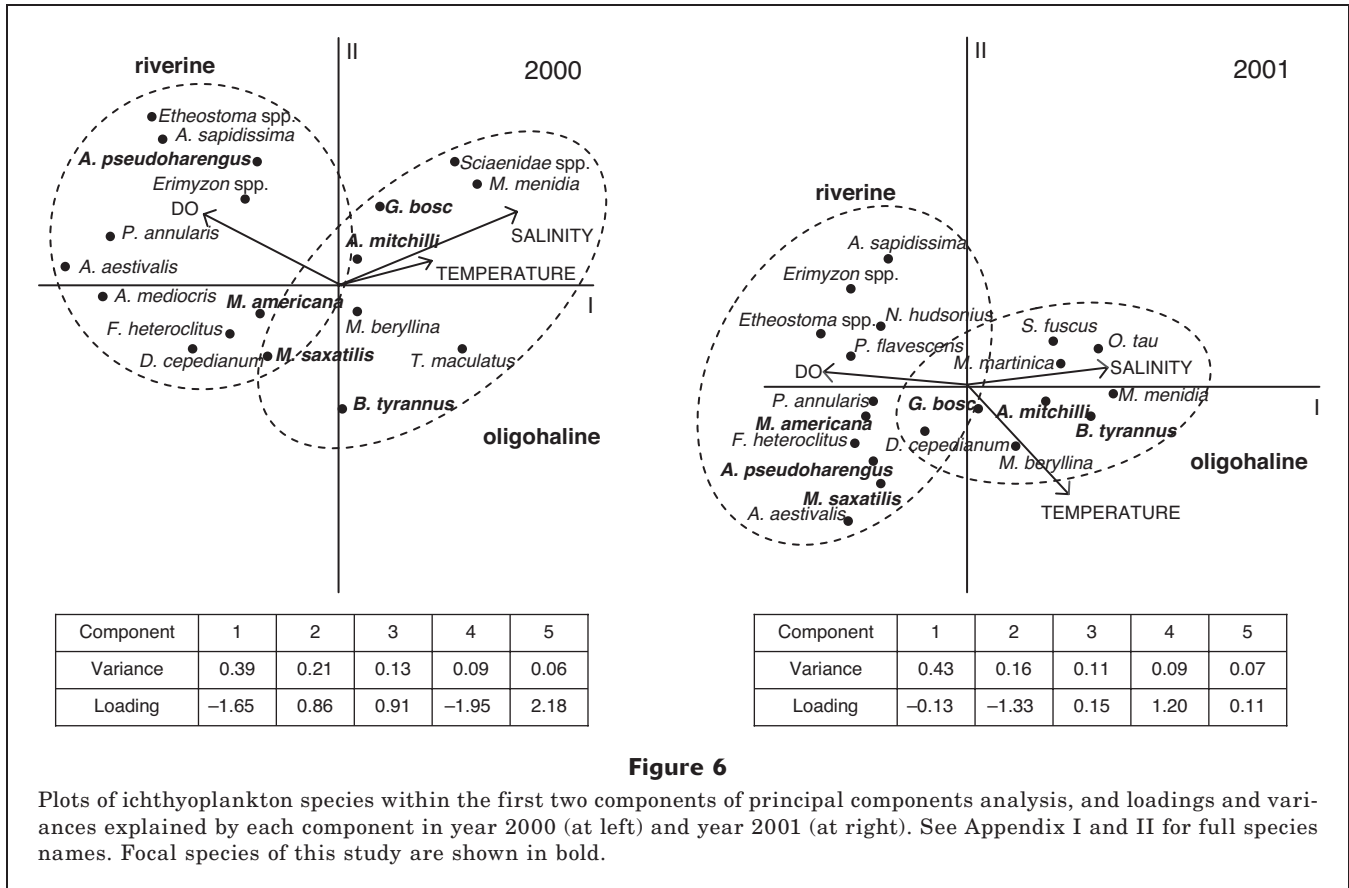 II
riverine
2000
Etheostoma spp.
A. sapidissima
A. pseudoharengus
Sciaenidae spp.
Erimyzon spp.
M. menidia
DO
G. bosc
P. annularis
A. mitchilli
SALINITY
A. aestivalis
TEMPERATURE
A. mediocris
M. americana
I
F. heteroclitus
M. beryllina
D. cepedianum
M. saxatilis
T. maculatus
B. tyrannus
oligohaline
II
2001
riverine
A. sapidissima
Erimyzon spp.
Etheostoma spp.
N. hudsonius
S. fuscus
O. tau
P. flavescens
M. martinica
DO
SALINITY
P. annularis
G. bosc
A. mitchilli
M. menidia
I
M. americana
B. tyrannus
F. heteroclitus
D. cepedianum
M. beryllina
oligohaline
A. pseudoharengus
M. saxatilis
A. aestivalis
TEMPERATURE
Component 1 2 3 4 5
Variance 0.39 0.21 0.13 0.09 0.06
Loading –1.65 0.86 0.91 –1.95 2.18
Component 1 2 3 4 5
Variance 0.43 0.16 0.11 0.09 0.07
Loading –0.13 –1.33 0.15 1.20 0.11
Figure 6
Plots of ichthyoplankton species within the first two components of principal components analysis, and loadings and vari-
ances explained by each component in year 2000 (at left) and year 2001 (at right). See Appendix I and II for full species
names. Focal species of this study are shown in bold.